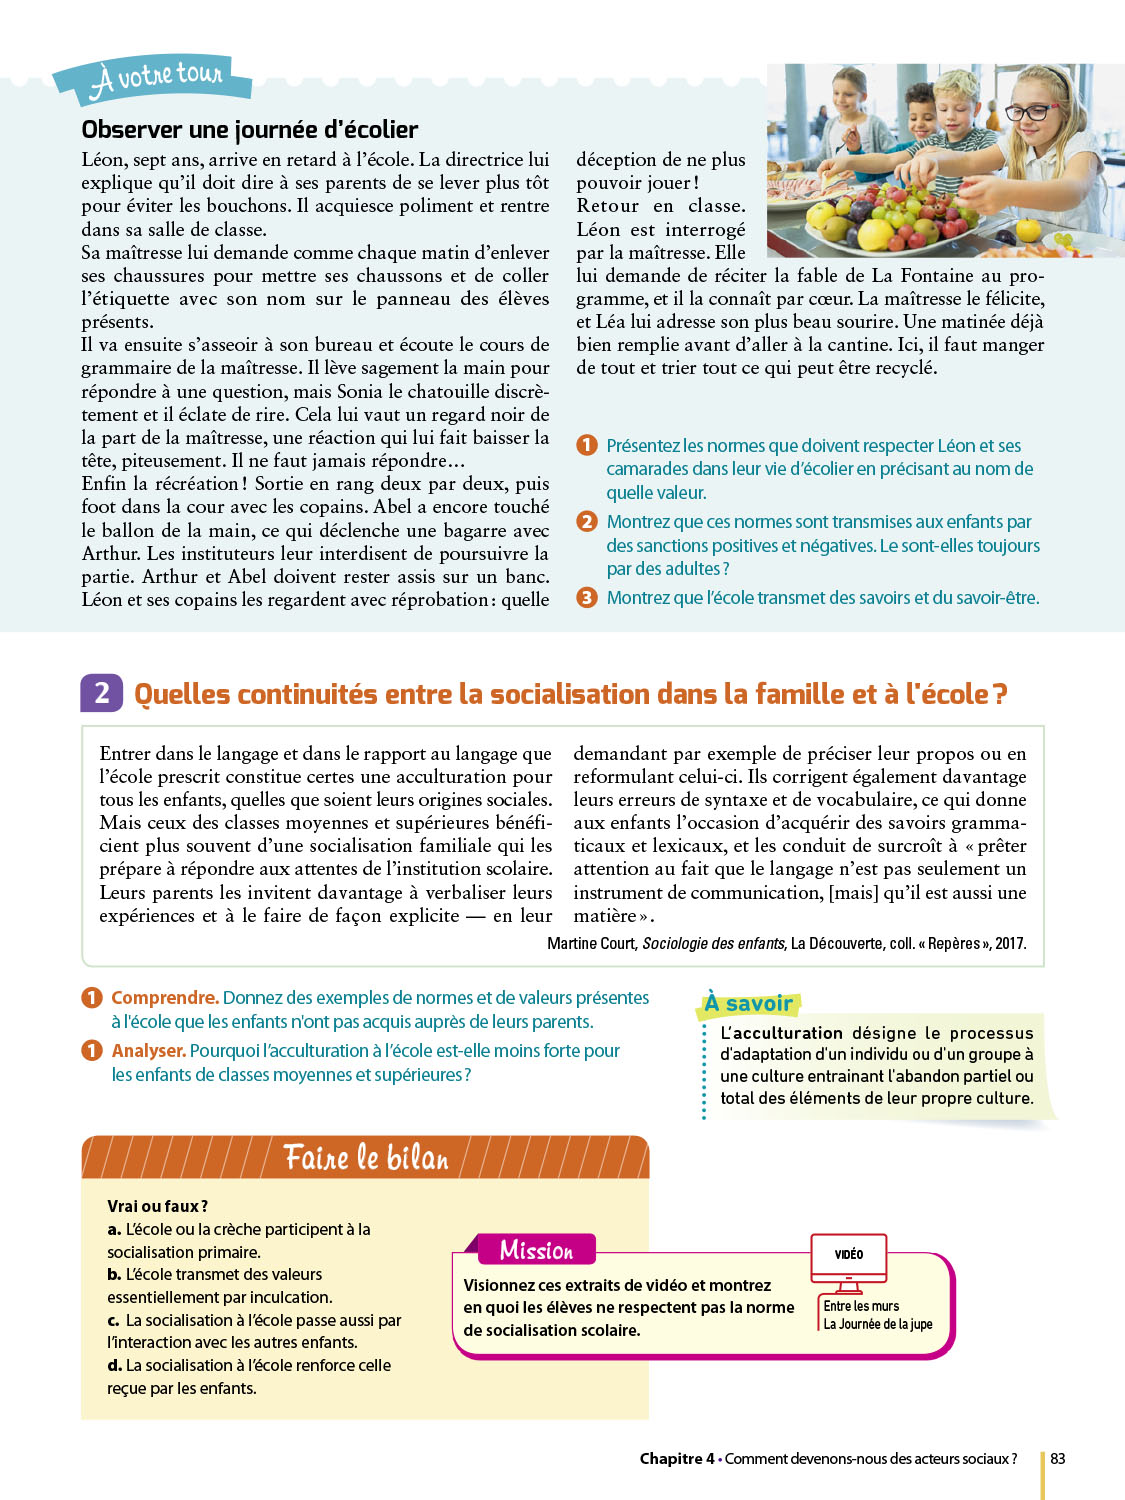 À votre tour
Observer une journée d'écolier
Léon, sept ans, arrive en retard à l'école. La directrice lui
explique qu'il doit dire à ses parents de se lever plus tôt
pour éviter les bouchons. Il acquiesce poliment et rentre
dans sa salle de classe.
Sa maîtresse lui demande comme chaque matin d'enlever
ses chaussures pour mettre ses chaussons et de coller
l'étiquette avec son nom sur le panneau des élèves
présents.
Il va ensuite s'asseoir à son bureau et écoute le cours de
grammaire de la maîtresse. Il lève sagement la main pour
répondre à une question, mais Sonia le chatouille discrè-
tement et il éclate de rire. Cela lui vaut un regard noir de
la part de la maîtresse, une réaction qui lui fait baisser la
tête, piteusement. Il ne faut jamais répondre...
Enfin la récréation ! Sortie en rang deux par deux, puis
foot dans la cour avec les copains. Abel a encore touché
le ballon de la main, ce qui déclenche une bagarre avec
Arthur. Les instituteurs leur interdisent de poursuivre la
partie. Arthur et Abel doivent rester assis sur un banc.
Léon et ses copains les regardent avec réprobation : quelle
déception de ne plus
pouvoir jouer !
Retour en classe.
Léon est interrogé
par la maîtresse. Elle
lui demande de réciter la fable de La Fontaine au pro-
gramme, et il la connaît par cœur. La maîtresse le félicite,
et Léa lui adresse son plus beau sourire. Une matinée déjà
bien remplie avant d'aller à la cantine. Ici, il faut manger
de tout et trier tout ce qui peut être recyclé.
1 Présentez les normes que doivent respecter Léon et ses
camarades dans leur vie d'écolier en précisant au nom de
quelle valeur.
2 Montrez que ces normes sont transmises aux enfants par
des sanctions positives et négatives. Le sont-elles toujours
par des adultes ?
3 Montrez que l'école transmet des savoirs et du savoir-être.
2 Quelles continuités entre la socialisation dans la famille et à l'école ?
Entrer dans le langage et dans le rapport au langage que
l'école prescrit constitue certes une acculturation pour
tous les enfants, quelles que soient leurs origines sociales.
Mais ceux des classes moyennes et supérieures bénéfi-
cient plus souvent d'une socialisation familiale qui les
prépare à répondre aux attentes de l'institution scolaire.
Leurs parents les invitent davantage à verbaliser leurs
expériences et à le faire de façon explicite — en leur
demandant par exemple de préciser leur propos ou en
reformulant celui-ci. Ils corrigent également davantage
leurs erreurs de syntaxe et de vocabulaire, ce qui donne
aux enfants l'occasion d'acquérir des savoirs gramma-
ticaux et lexicaux, et les conduit de surcroît à « prêter
attention au fait que le langage n'est pas seulement un
instrument de communication, [mais] qu'il est aussi une
matière ».
Martine Court, Sociologie des enfants, La Découverte, coll. « Repères », 2017.
1 Comprendre. Donnez des exemples de normes et de valeurs présentes
à l'école que les enfants n'ont pas acquis auprès de leurs parents.
1 Analyser. Pourquoi l'acculturation à l'école est-elle moins forte pour
les enfants de classes moyennes et supérieures ?
À savoir
L'acculturation désigne le processus
d'adaptation d'un individu ou d'un groupe à
une culture entrainant l'abandon partiel ou
total des éléments de leur propre culture.
Faire le bilan
Vrai ou faux ?
a. L'école ou la crèche participent à la
socialisation primaire.
b. L'école transmet des valeurs
essentiellement par inculcation.
c. La socialisation à l'école passe aussi par
l'interaction avec les autres enfants.
d. La socialisation à l'école renforce celle
reçue par les enfants.
Mission
Visionnez ces extraits de vidéo et montrez
en quoi les élèves ne respectent pas la norme
de socialisation scolaire.
VIDÉO
Entre les murs
La Journée de la jupe
Chapitre 4 • Comment devenons-nous des acteurs sociaux ? 83